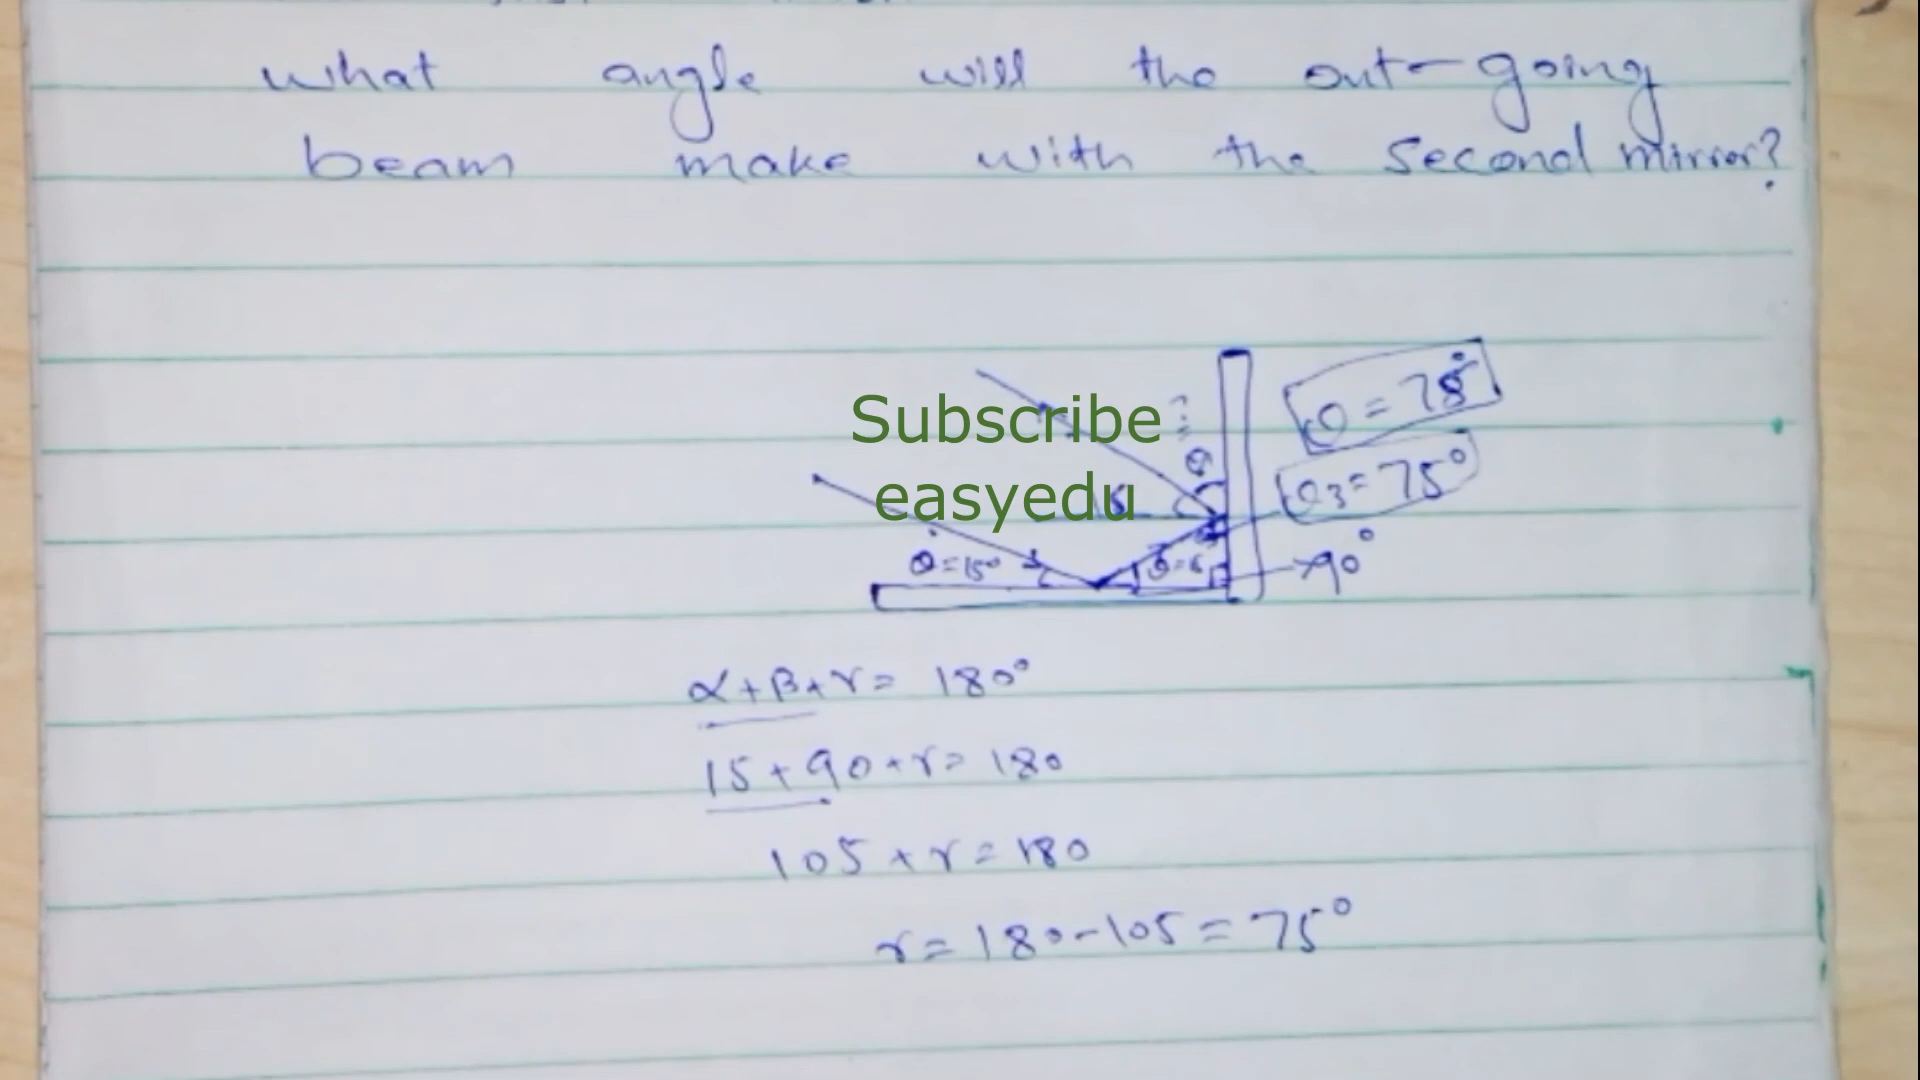 what angle will the out-going
beam make with the second mirror?
θ = 75°
Subscribe
easyedu
θ = ?
θ3 = 75°
15
θ = 15°
90°
α + β + γ = 180°
15 + 90 + γ = 180
105 + γ = 180
γ = 180 - 105 = 75°